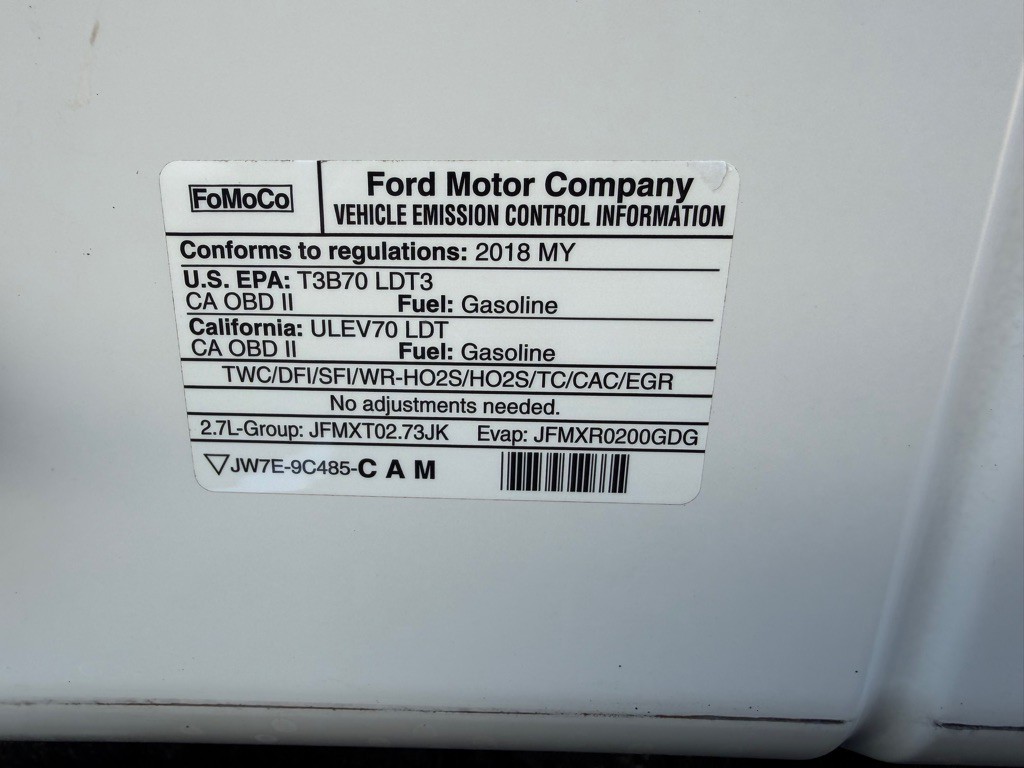 FoMoCo
Ford Motor Company
VEHICLE EMISSION CONTROL INFORMATION
Conforms to regulations: 2018 MY
U.S. EPA: T3B70 LDT3
CA OBD II Fuel: Gasoline
California: ULEV70 LDT
CA OBD II Fuel: Gasoline
TWC/DFI/SFI/WR-HO2S/HO2S/TC/CAC/EGR
No adjustments needed.
2.7L-Group: JFMXT02.73JK Evap: JFMXR0200GDG
JW7E-9C485-C A M